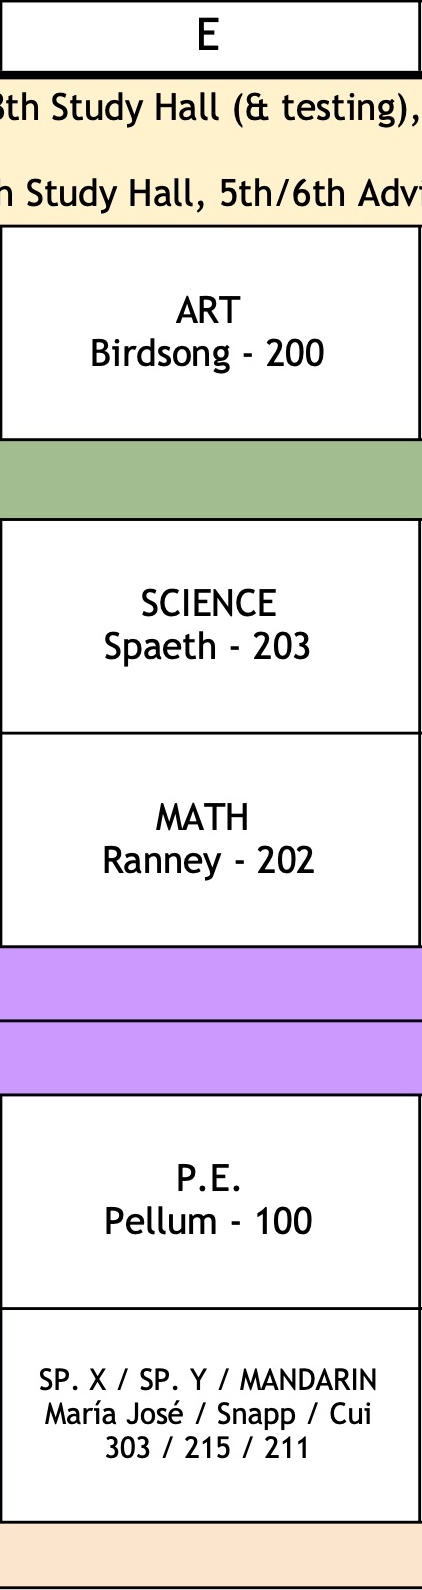 E
8th Study Hall (& testing),
Study Hall, 5th/6th
ART
Birdsong - 200
SCIENCE
Spaeth - 203
MATH
Ranney - 202
P.E.
Pellum - 100
SP. X / SP. Y / MANDARIN
María José / Snapp / Cui
303 / 215 / 211